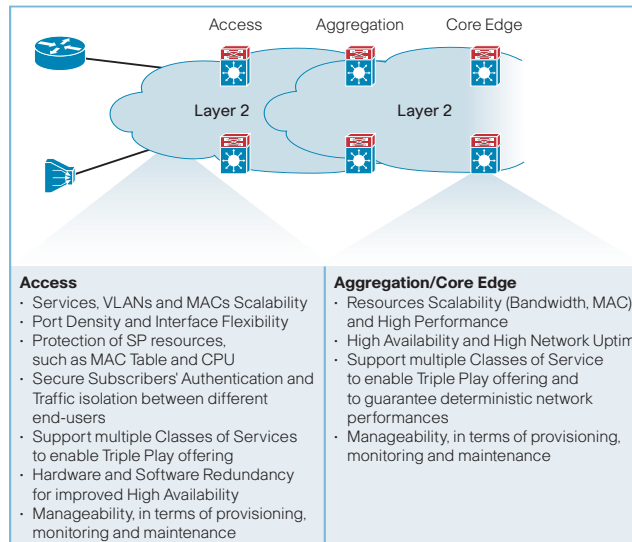 Access Aggregation Core Edge
Layer 2 Layer 2
Access
· Services, VLANs and MACs Scalability
· Port Density and Interface Flexibility
· Protection of SP resources,
such as MAC Table and CPU
· Secure Subscribers' Authentication and
Traffic isolation between different
end-users
· Support multiple Classes of Services
to enable Triple Play offering
· Hardware and Software Redundancy
for improved High Availability
· Manageability, in terms of provisioning,
monitoring and maintenance
Aggregation/Core Edge
· Resources Scalability (Bandwidth, MAC)
and High Performance
· High Availability and High Network Uptim
· Support multiple Classes of Service
to enable Triple Play offering and
to guarantee deterministic network
performances
· Manageability, in terms of provisioning,
monitoring and maintenance